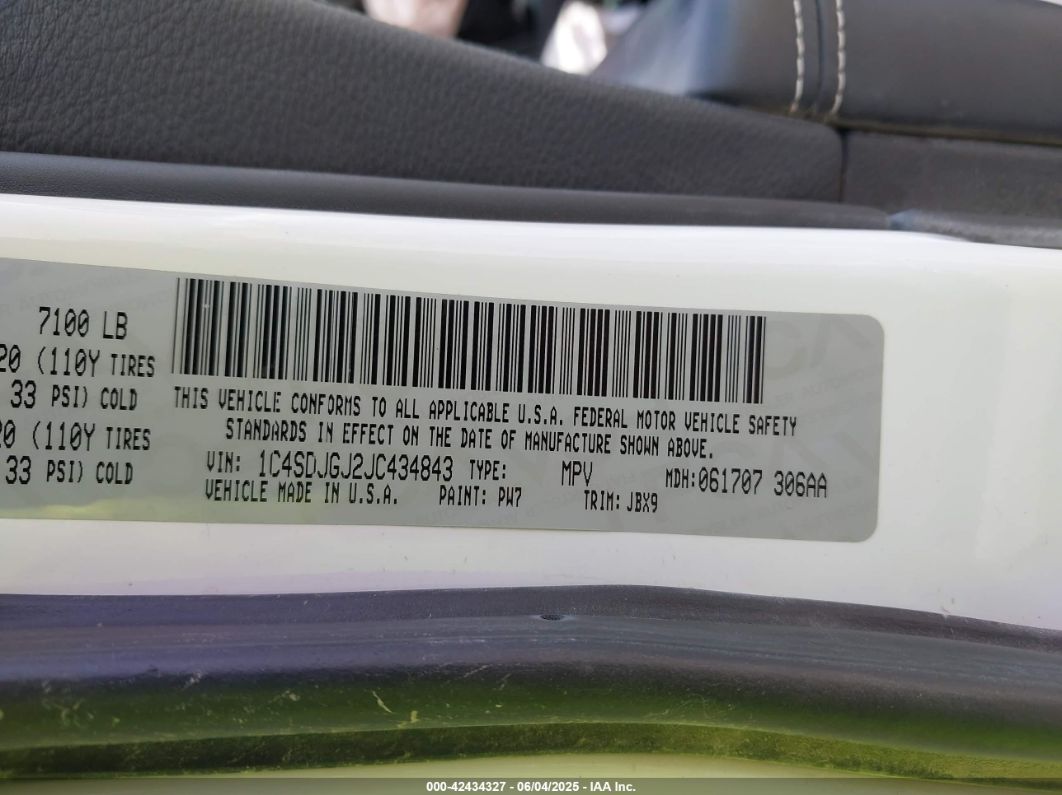 7100 LB
20 (110Y TIRES
33 PSI) COLD
20 (110Y TIRES
33 PSI) COLD
THIS VEHICLE CONFORMS TO ALL APPLICABLE U.S.A. FEDERAL MOTOR VEHICLE SAFETY
STANDARDS IN EFFECT ON THE DATE OF MANUFACTURE SHOWN ABOVE.
VIN: 1C4SDJGJ2JC434843 TYPE: MPV MDH:061707 306AA
VEHICLE MADE IN U.S.A. PAINT: PW7 TRIM: JBX9
000-42434327 - 06/04/2025 - IAA Inc.